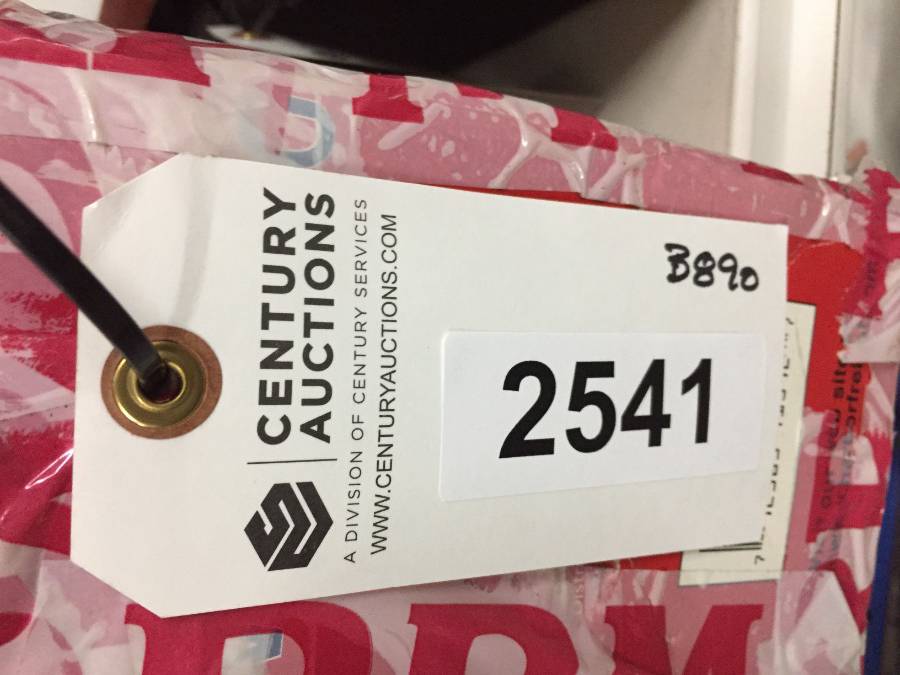 CENTURY
AUCTIONS
A DIVISION OF CENTURY SERVICES
WWW.CENTURYAUCTIONS.COM
B890
2541